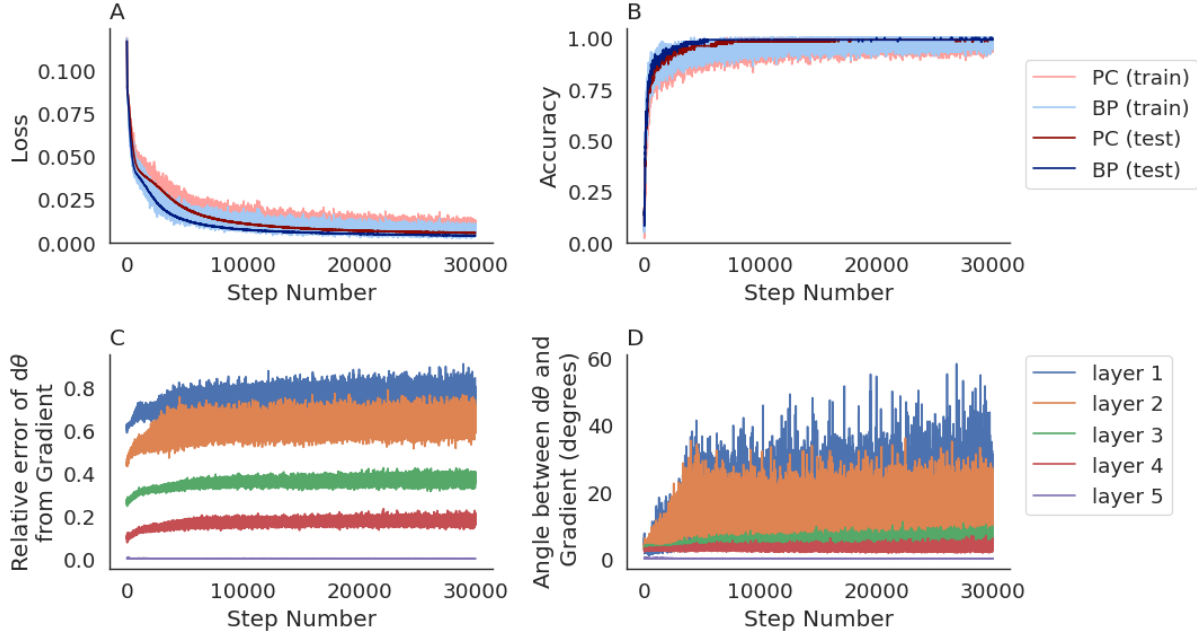 A
Loss
0.100
0.075
0.050
0.025
0.000
0
10000
20000
30000
Step Number
B
Accuracy
1.00
0.75
0.50
0.25
0.00
0
10000
20000
30000
Step Number
PC (train)
BP (train)
PC (test)
BP (test)
C
Relative error of dθ
from Gradient
0.8
0.6
0.4
0.2
0.0
0
10000
20000
30000
Step Number
D
Angle between dθ and
Gradient (degrees)
60
40
20
0
0
10000
20000
30000
Step Number
layer 1
layer 2
layer 3
layer 4
layer 5